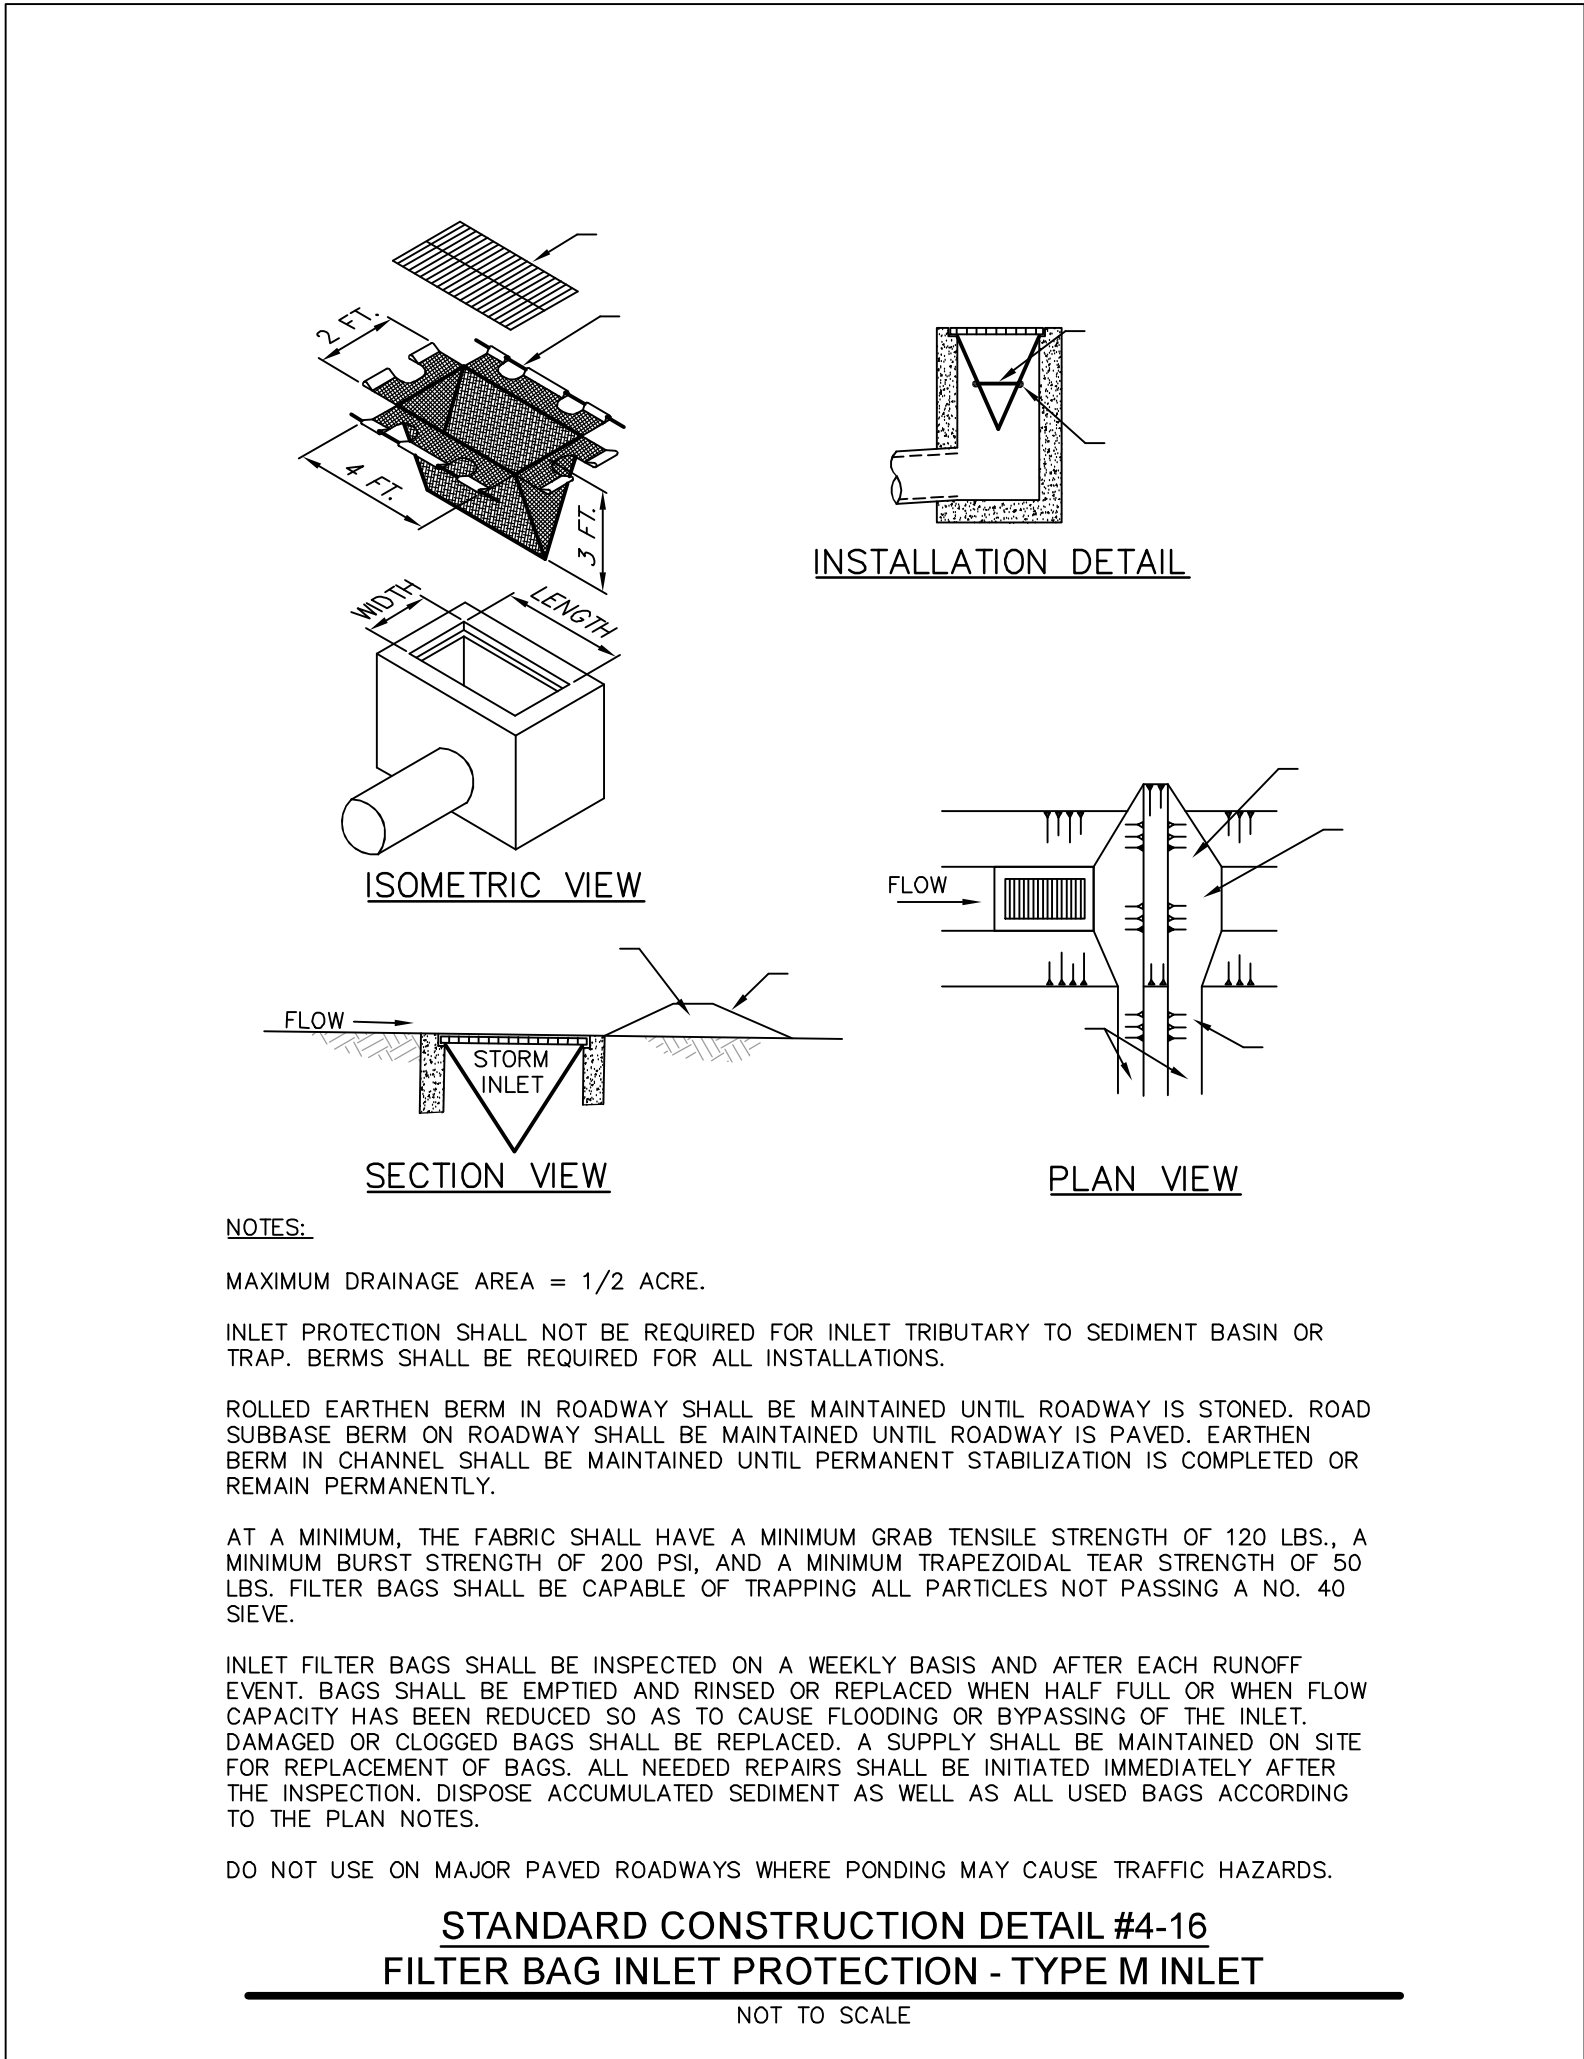 2 FT.
4 FT.
3 FT.
WIDTH
LENGTH
ISOMETRIC VIEW
INSTALLATION DETAIL
FLOW
STORM
INLET
SECTION VIEW
FLOW
PLAN VIEW
NOTES:
MAXIMUM DRAINAGE AREA = 1/2 ACRE.
INLET PROTECTION SHALL NOT BE REQUIRED FOR INLET TRIBUTARY TO SEDIMENT BASIN OR
TRAP. BERMS SHALL BE REQUIRED FOR ALL INSTALLATIONS.
ROLLED EARTHEN BERM IN ROADWAY SHALL BE MAINTAINED UNTIL ROADWAY IS STONED. ROAD
SUBBASE BERM ON ROADWAY SHALL BE MAINTAINED UNTIL ROADWAY IS PAVED. EARTHEN
BERM IN CHANNEL SHALL BE MAINTAINED UNTIL PERMANENT STABILIZATION IS COMPLETED OR
REMAIN PERMANENTLY.
AT A MINIMUM, THE FABRIC SHALL HAVE A MINIMUM GRAB TENSILE STRENGTH OF 120 LBS., A
MINIMUM BURST STRENGTH OF 200 PSI, AND A MINIMUM TRAPEZOIDAL TEAR STRENGTH OF 50
LBS. FILTER BAGS SHALL BE CAPABLE OF TRAPPING ALL PARTICLES NOT PASSING A NO. 40
SIEVE.
INLET FILTER BAGS SHALL BE INSPECTED ON A WEEKLY BASIS AND AFTER EACH RUNOFF
EVENT. BAGS SHALL BE EMPTIED AND RINSED OR REPLACED WHEN HALF FULL OR WHEN FLOW
CAPACITY HAS BEEN REDUCED SO AS TO CAUSE FLOODING OR BYPASSING OF THE INLET.
DAMAGED OR CLOGGED BAGS SHALL BE REPLACED. A SUPPLY SHALL BE MAINTAINED ON SITE
FOR REPLACEMENT OF BAGS. ALL NEEDED REPAIRS SHALL BE INITIATED IMMEDIATELY AFTER
THE INSPECTION. DISPOSE ACCUMULATED SEDIMENT AS WELL AS ALL USED BAGS ACCORDING
TO THE PLAN NOTES.
DO NOT USE ON MAJOR PAVED ROADWAYS WHERE PONDING MAY CAUSE TRAFFIC HAZARDS.
STANDARD CONSTRUCTION DETAIL #4-16
FILTER BAG INLET PROTECTION - TYPE M INLET
NOT TO SCALE